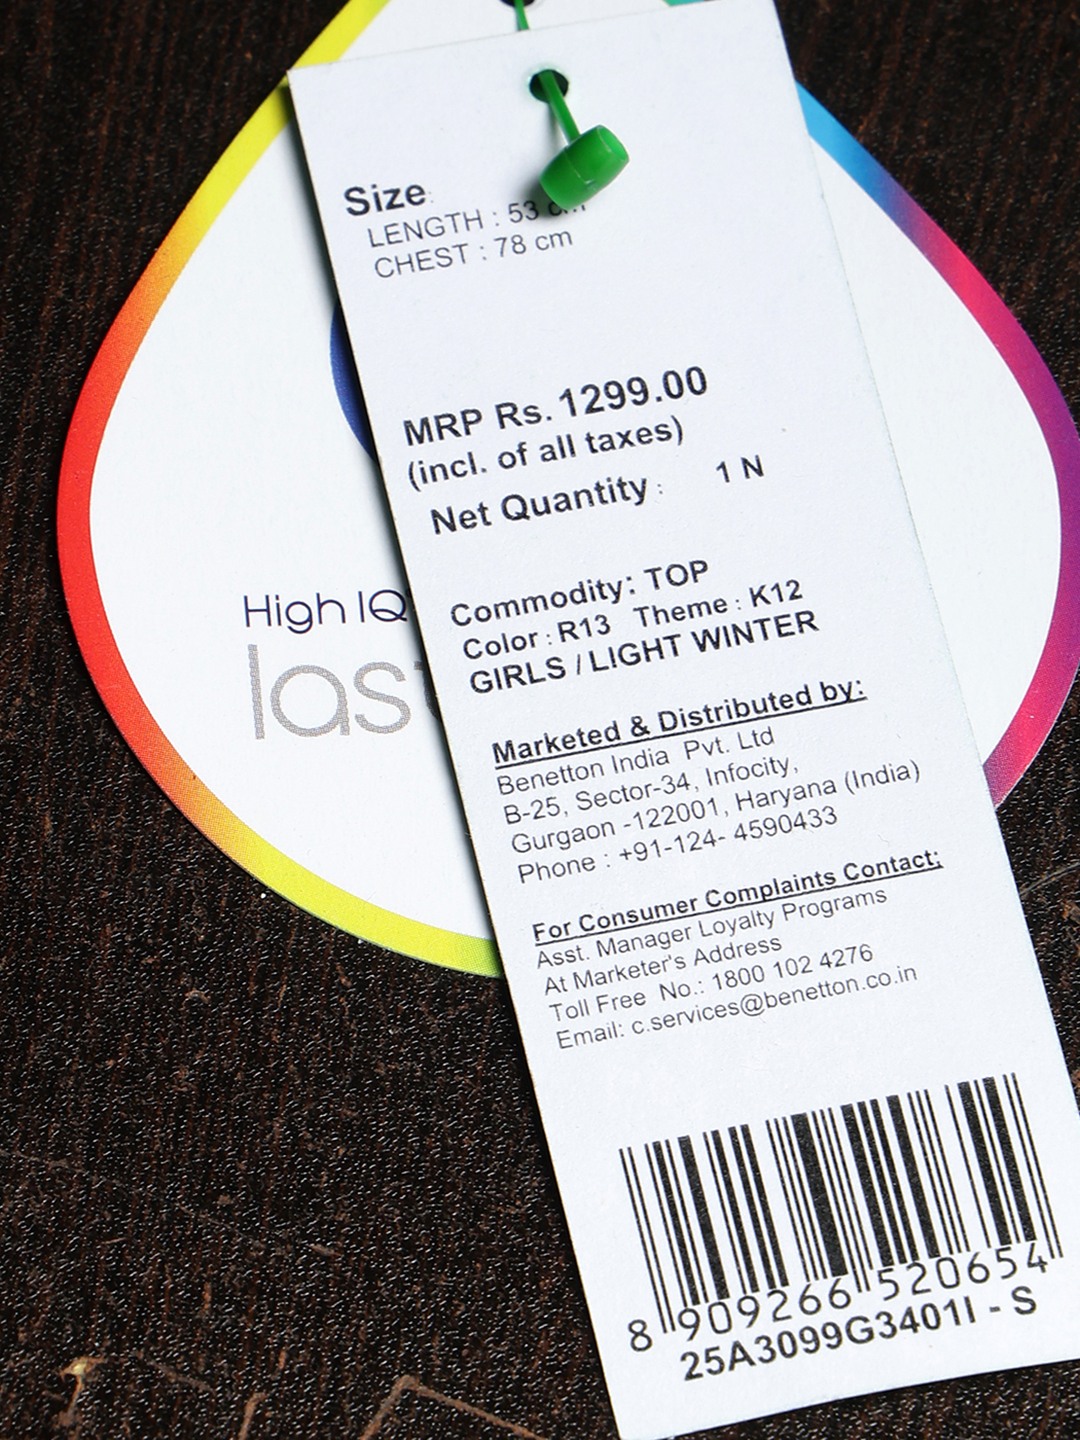 Size:
LENGTH : 53 cm
CHEST : 78 cm
MRP Rs. 1299.00
(incl. of all taxes)
Net Quantity : 1 N
Commodity: TOP
Color : R13 Theme : K12
GIRLS / LIGHT WINTER
Marketed & Distributed by:
Benetton India Pvt. Ltd
B-25, Sector-34, Infocity,
Gurgaon -122001, Haryana (India)
Phone : +91-124- 4590433
For Consumer Complaints Contact:
Asst. Manager Loyalty Programs
At Marketer's Address
Toll Free No.: 1800 102 4276
Email: c.services@benetton.co.in
8 909266 520654
25A3099G3401I - S
High IQ